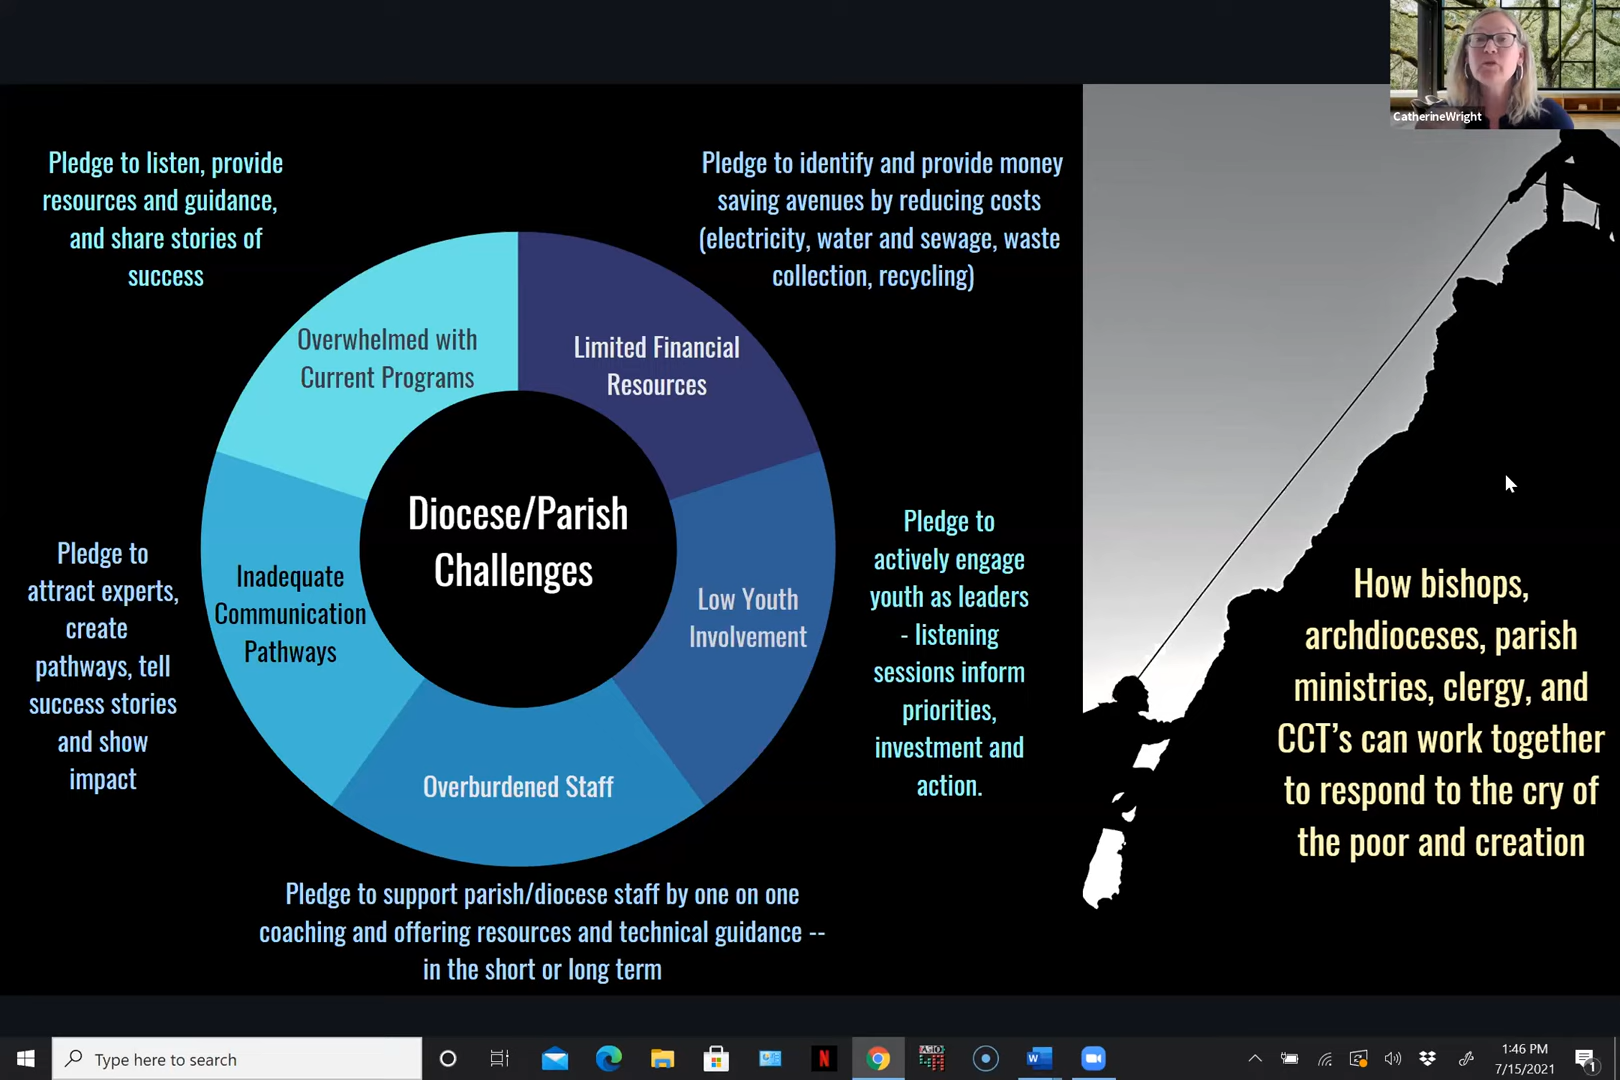 CatherineWright
Pledge to listen, provide
resources and guidance,
and share stories of
success
Pledge to identify and provide money
saving avenues by reducing costs
(electricity, water and sewage, waste
collection, recycling)
Overwhelmed with
Current Programs
Limited Financial
Resources
Diocese/Parish
Challenges
Inadequate
Communication
Pathways
Low Youth
Involvement
Overburdened Staff
Pledge to
attract experts,
create
pathways, tell
success stories
and show
impact
Pledge to
actively engage
youth as leaders
- listening
sessions inform
priorities,
investment and
action.
Pledge to support parish/diocese staff by one on one
coaching and offering resources and technical guidance --
in the short or long term
How bishops,
archdioceses, parish
ministries, clergy, and
CCT's can work together
to respond to the cry of
the poor and creation
Type here to search
1:46 PM
7/15/2021
1